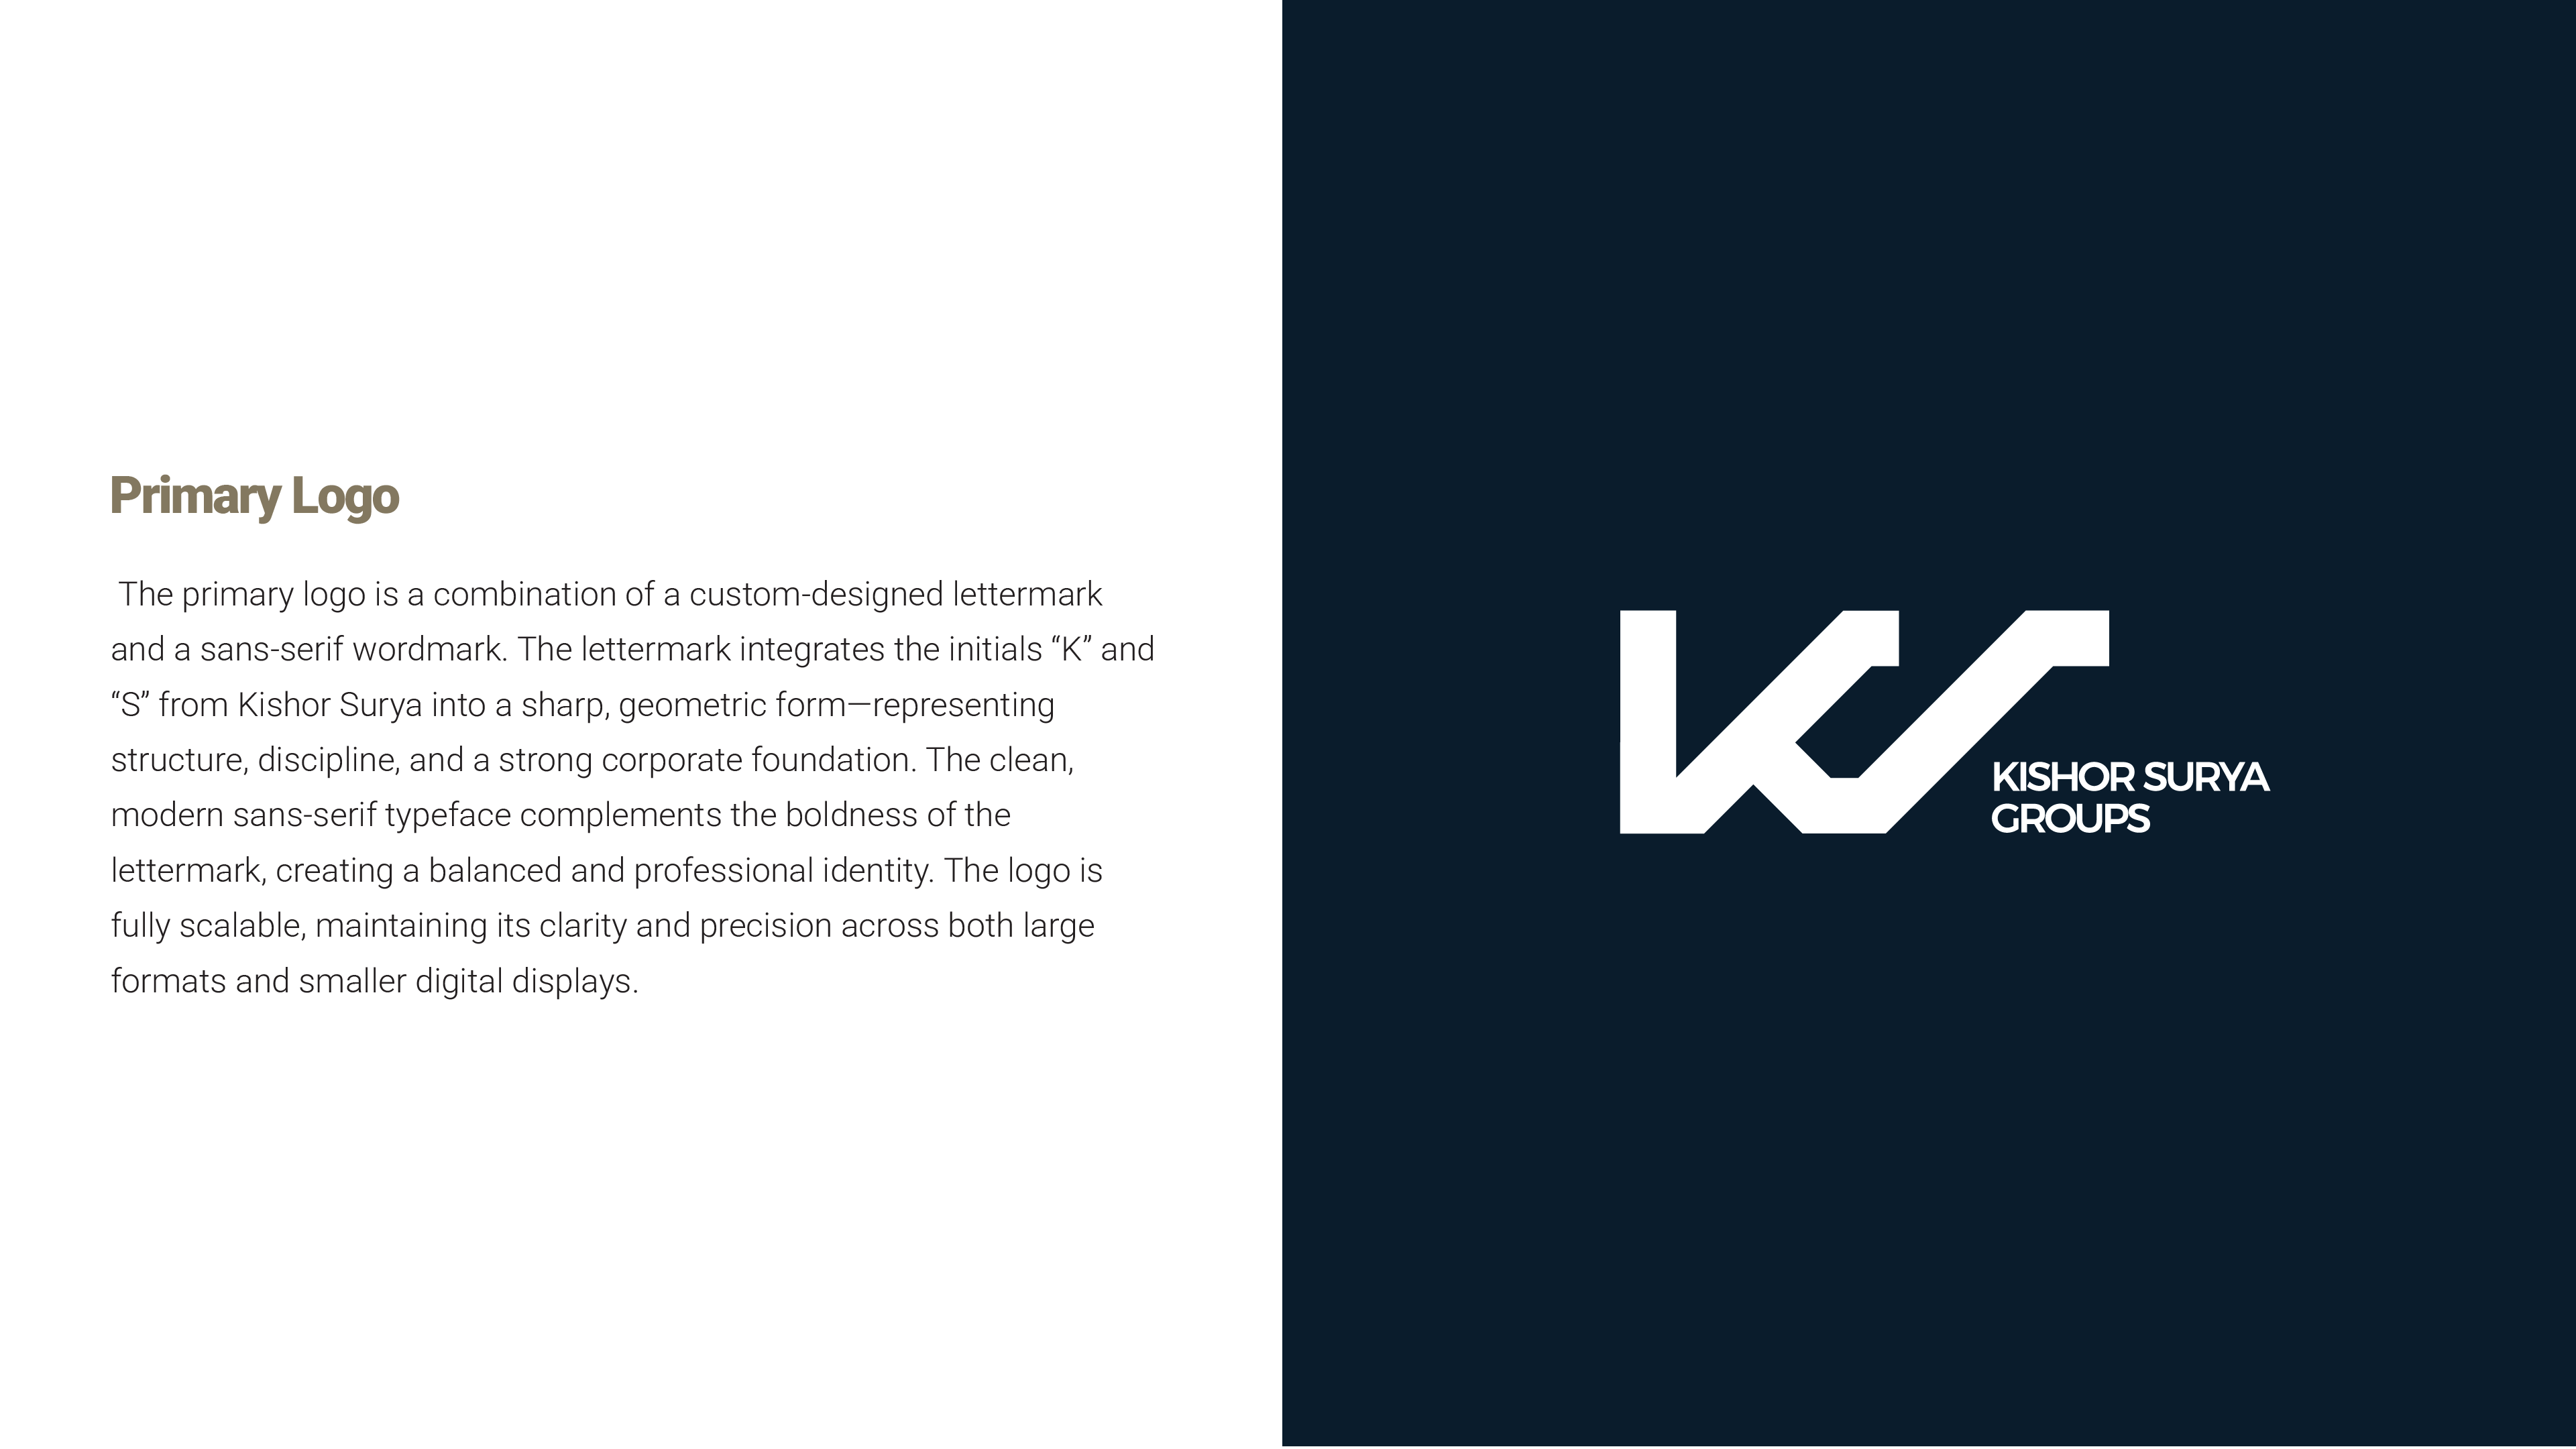 Primary Logo
The primary logo is a combination of a custom-designed lettermark
and a sans-serif wordmark. The lettermark integrates the initials “K” and
“S” from Kishor Surya into a sharp, geometric form—representing
structure, discipline, and a strong corporate foundation. The clean,
modern sans-serif typeface complements the boldness of the
lettermark, creating a balanced and professional identity. The logo is
fully scalable, maintaining its clarity and precision across both large
formats and smaller digital displays.
KISHOR SURYA
GROUPS